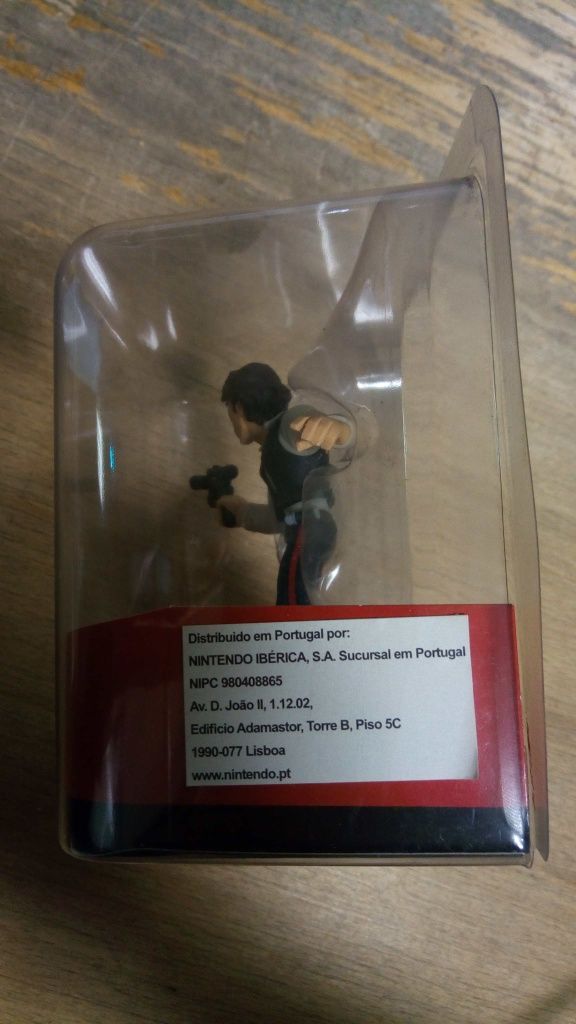 Distribuido em Portugal por:
NINTENDO IBÉRICA, S.A. Sucursal em Portugal
NIPC 980408865
Av. D. João II, 1.12.02,
Edificio Adamastor, Torre B, Piso 5C
1990-077 Lisboa
www.nintendo.pt